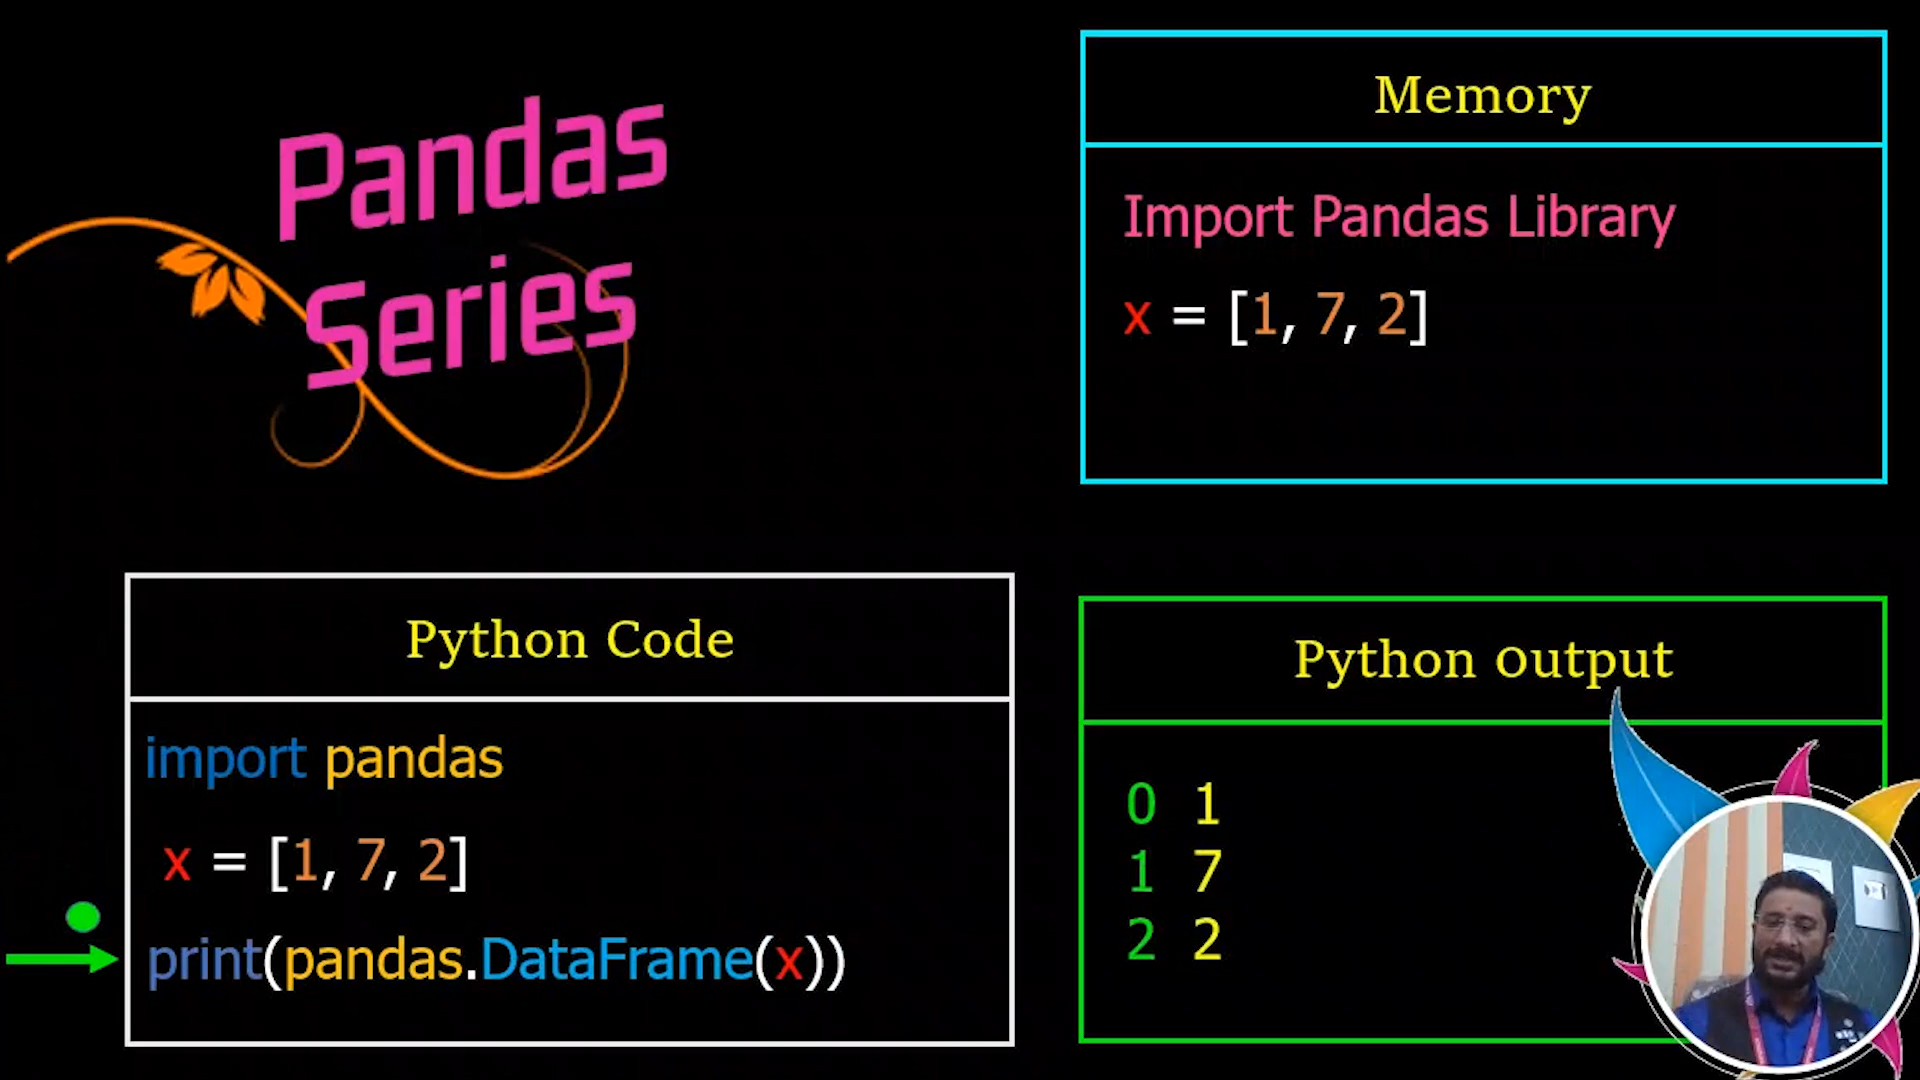 Pandas
Series
Memory
Import Pandas Library
x = [1, 7, 2]
Python Code
import pandas
x = [1, 7, 2]
print(pandas.DataFrame(x))
Python Output
0 1
1 7
2 2